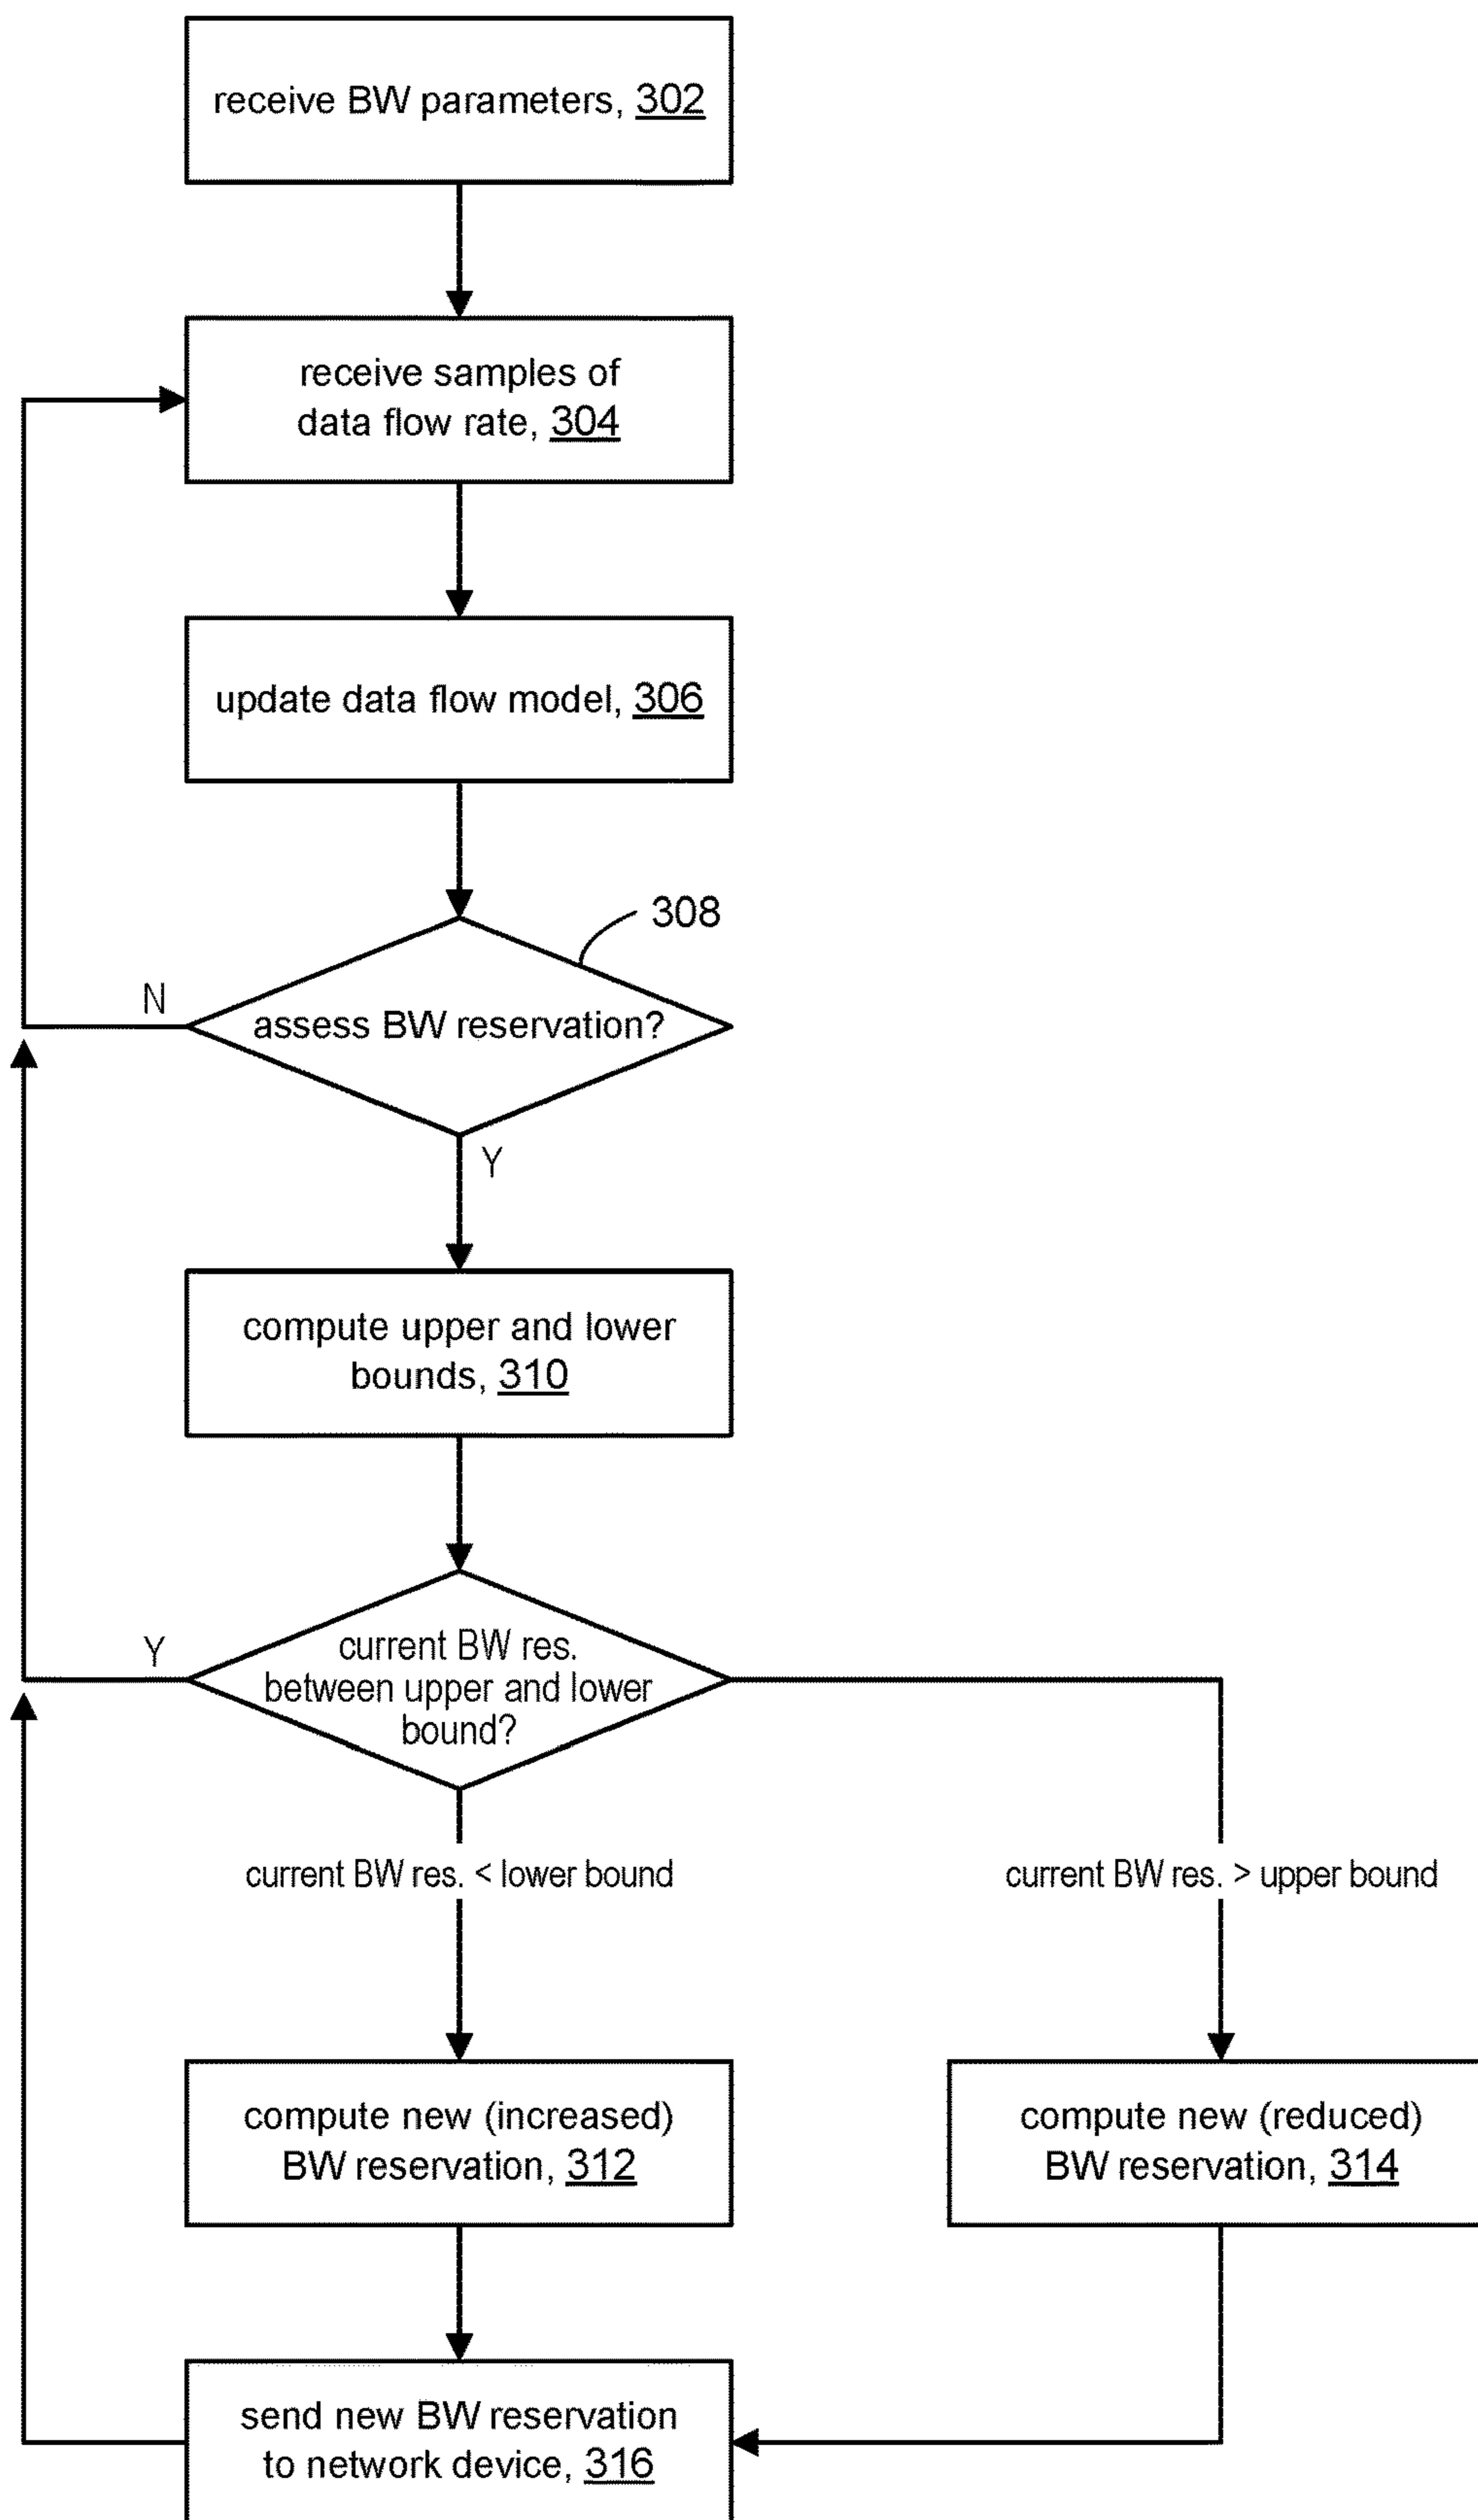 receive BW parameters, 302
receive samples of
data flow rate, 304
update data flow model, 306
308
N
assess BW reservation?
Y
compute upper and lower
bounds, 310
Y
current BW res.
between upper and lower
bound?
current BW res. < lower bound
current BW res. > upper bound
compute new (increased)
BW reservation, 312
compute new (reduced)
BW reservation, 314
send new BW reservation
to network device, 316